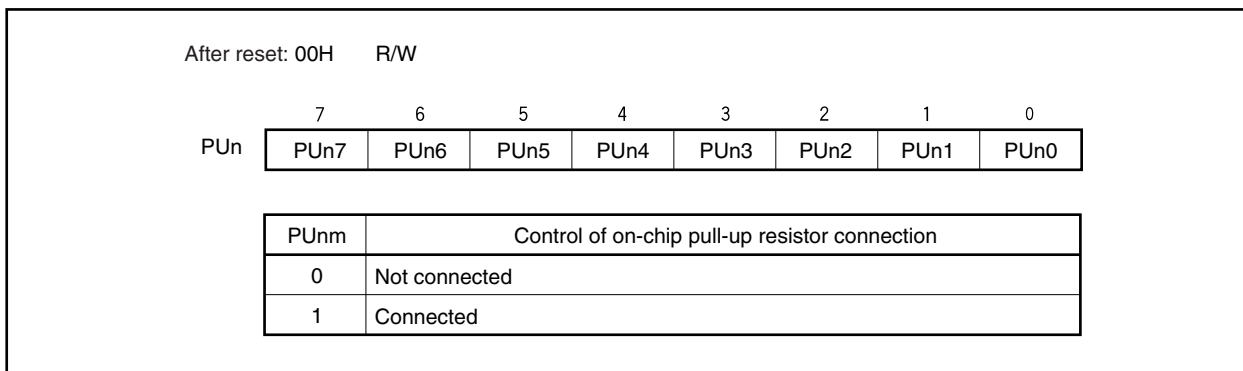 After reset: 00H R/W
7 6 5 4 3 2 1 0
PUn PUn7 PUn6 PUn5 PUn4 PUn3 PUn2 PUn1 PUn0
PUnm Control of on-chip pull-up resistor connection
0 Not connected
1 Connected